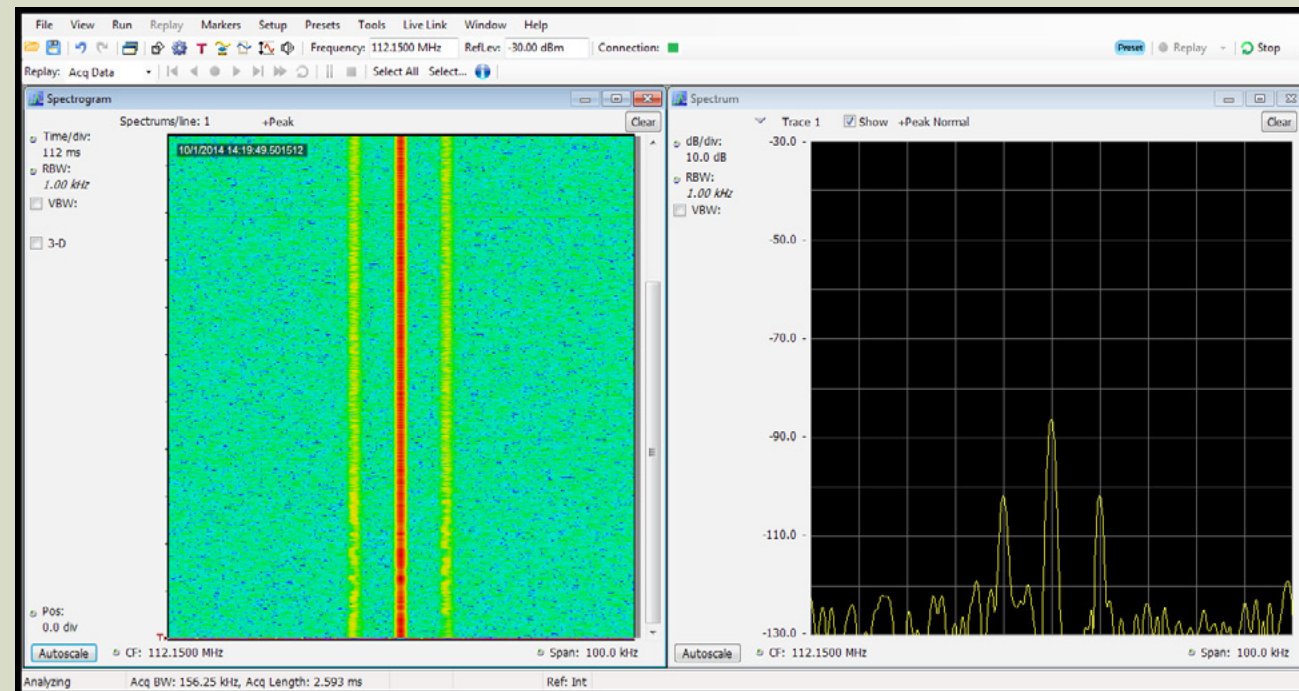 File View Run Replay Markers Setup Presets Tools Live Link Window Help
T Frequency: 112.1500 MHz RefLev: -30.00 dBm Connection: Preset Replay Stop
Replay: Acq Data Select All Select...
Spectrogram
Spectrums/line: 1 +Peak Clear
Time/div:
112 ms
RBW:
1.00 kHz
VBW:
3-D
10/1/2014 14:19:49.501512
Pos:
0.0 div
T
Autoscale CF: 112.1500 MHz Span: 100.0 kHz
Spectrum
Trace 1 Show +Peak Normal Clear
dB/div:
10.0 dB
RBW:
1.00 kHz
VBW:
-30.0
-50.0
-70.0
-90.0
-110.0
-130.0
Autoscale CF: 112.1500 MHz Span: 100.0 kHz
Analyzing Acq BW: 156.25 kHz, Acq Length: 2.593 ms Ref: Int